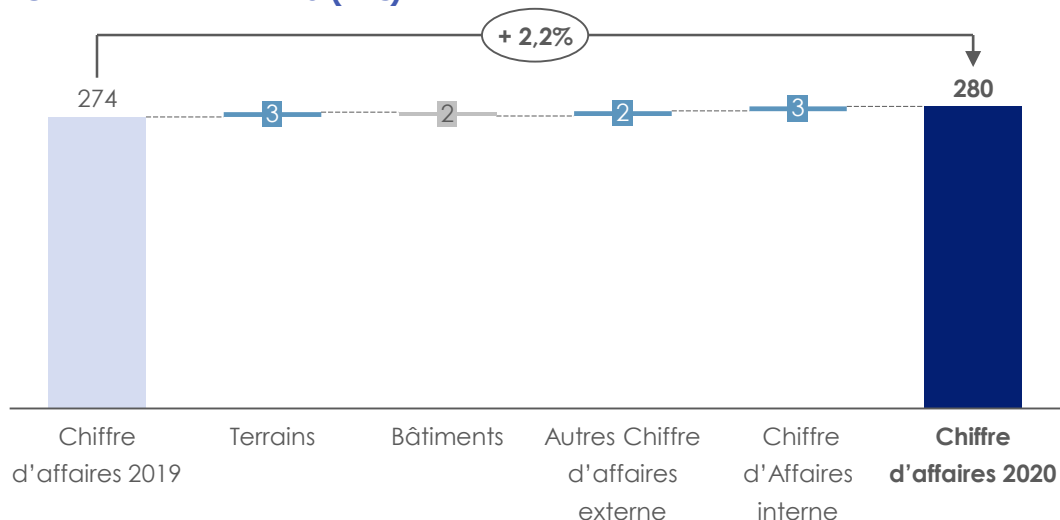 + 2,2%
274
3
2
2
3
280
Chiffre
d’affaires 2019
Terrains
Bâtiments
Autres Chiffre
d’affaires
externe
Chiffre
d’Affaires
interne
Chiffre
d’affaires 2020